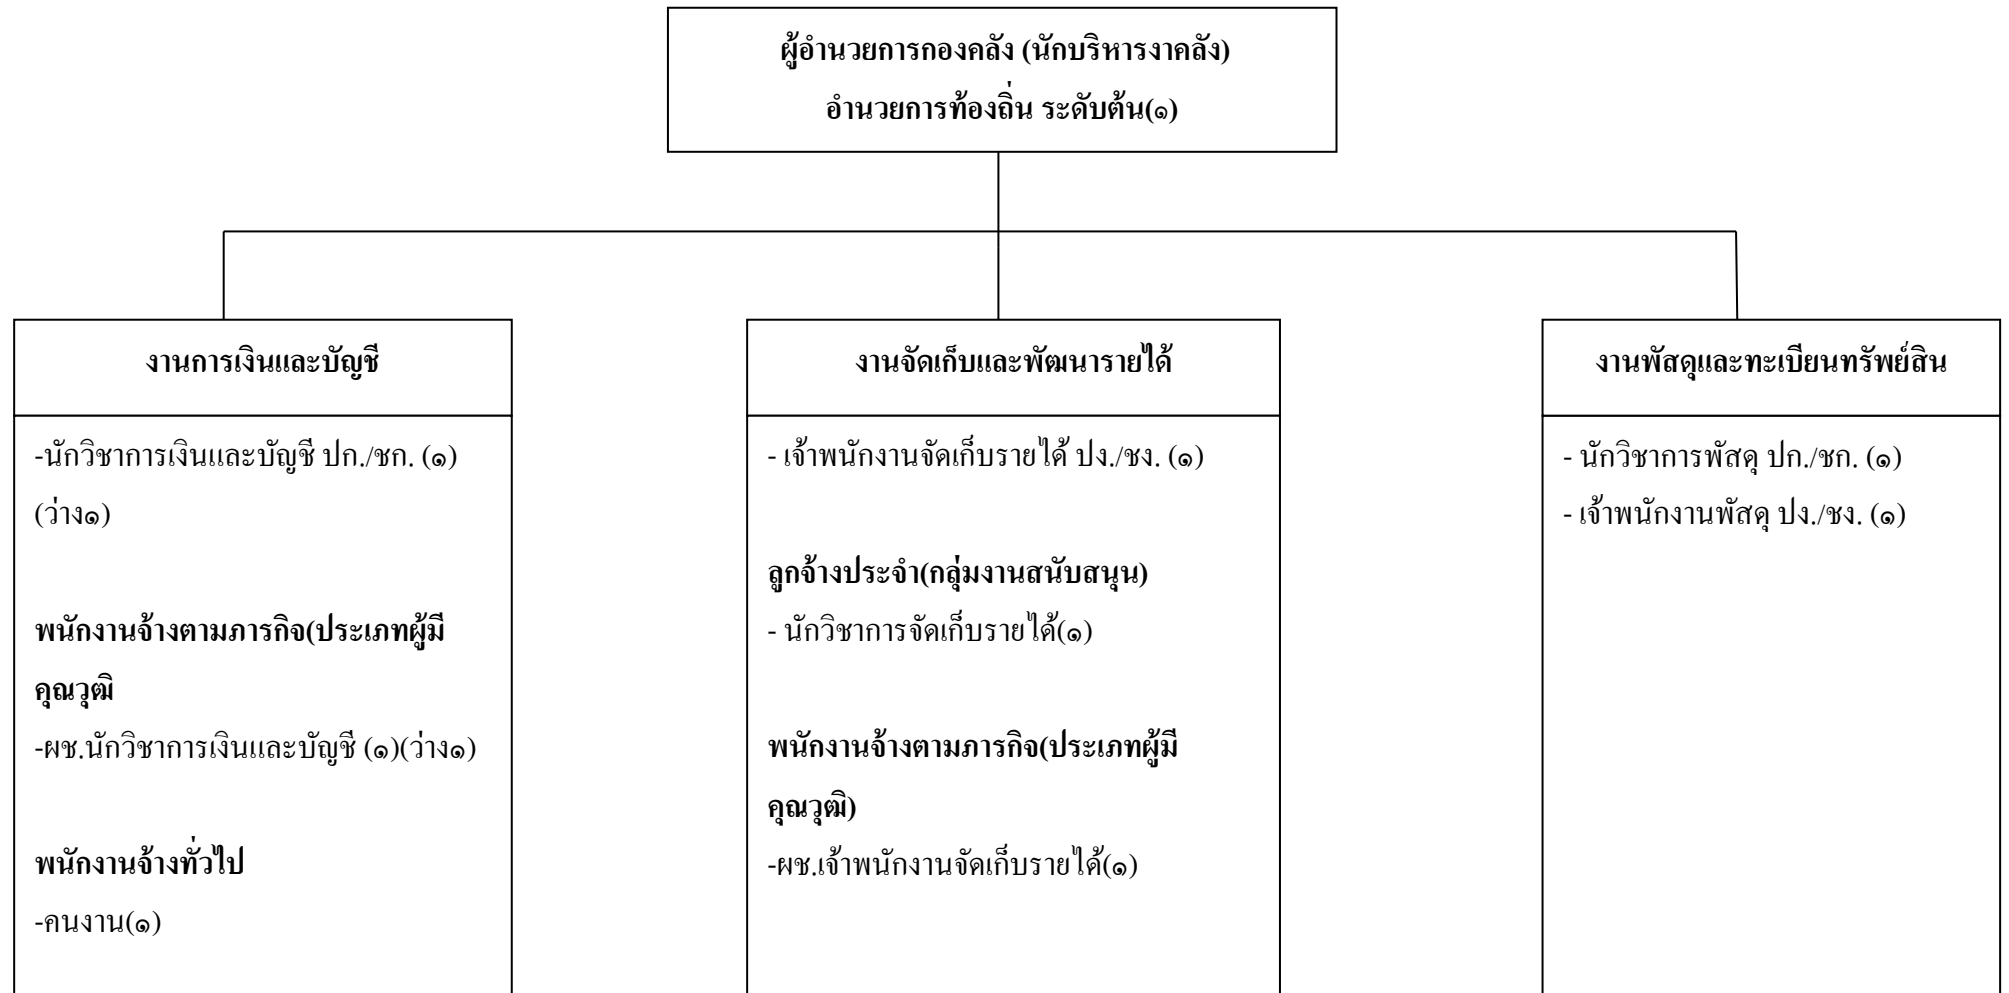 ผู้อำนวยการกองคลัง (นักบริหารงาคลัง)
อำนวยการท้องถิ่น ระดับต้น(๑)
งานการเงินและบัญชี
-นักวิชาการเงินและบัญชี ปก./ชก. (๑)
(ว่าง๑)
พนักงานจ้างตามภารกิจ(ประเภทผู้มี
คุณวุฒิ
-ผช.นักวิชาการเงินและบัญชี (๑)(ว่าง๑)
พนักงานจ้างทั่วไป
-คนงาน(๑)
งานจัดเก็บและพัฒนารายได้
- เจ้าพนักงานจัดเก็บรายได้ ปง./ชง. (๑)
ลูกจ้างประจำ(กลุ่มงานสนับสนุน)
- นักวิชาการจัดเก็บรายได้(๑)
พนักงานจ้างตามภารกิจ(ประเภทผู้มี
คุณวุฒิ)
-ผช.เจ้าพนักงานจัดเก็บรายได้(๑)
งานพัสดุและทะเบียนทรัพย์สิน
- นักวิชาการพัสดุ ปก./ชก. (๑)
- เจ้าพนักงานพัสดุ ปง./ชง. (๑)